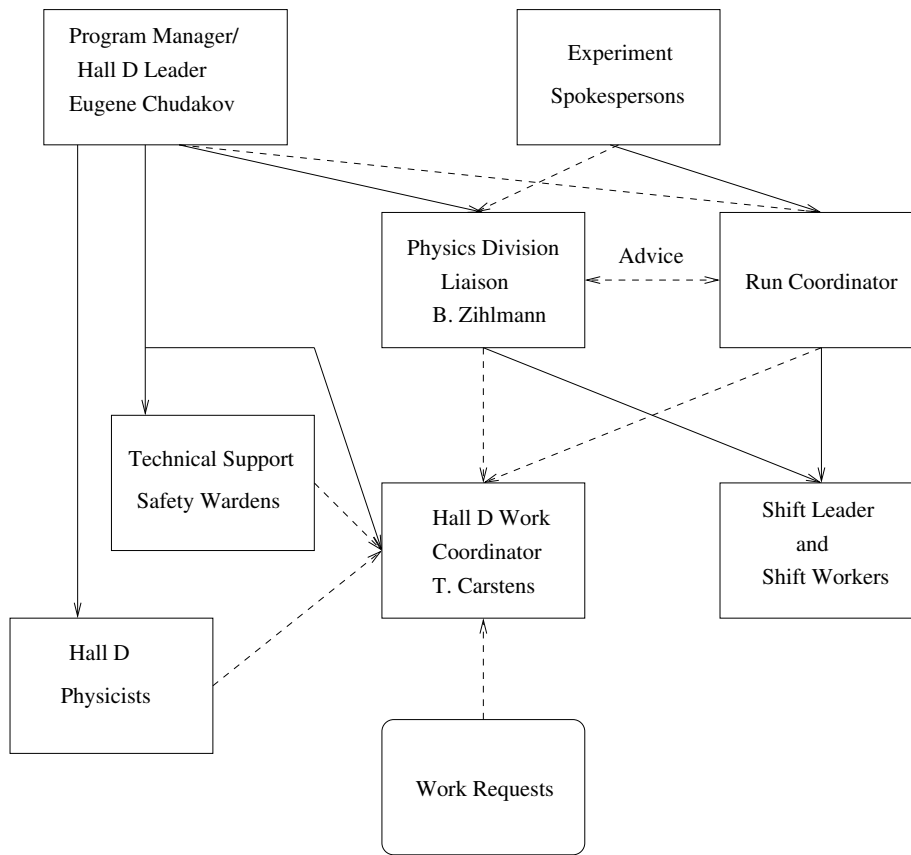 Program Manager/
Hall D Leader
Eugene Chudakov
Experiment
Spokespersons
Physics Division
Liaison
B. Zihlmann
Advice
Run Coordinator
Technical Support
Safety Wardens
Hall D Work
Coordinator
T. Carstens
Shift Leader
and
Shift Workers
Hall D
Physicists
Work Requests